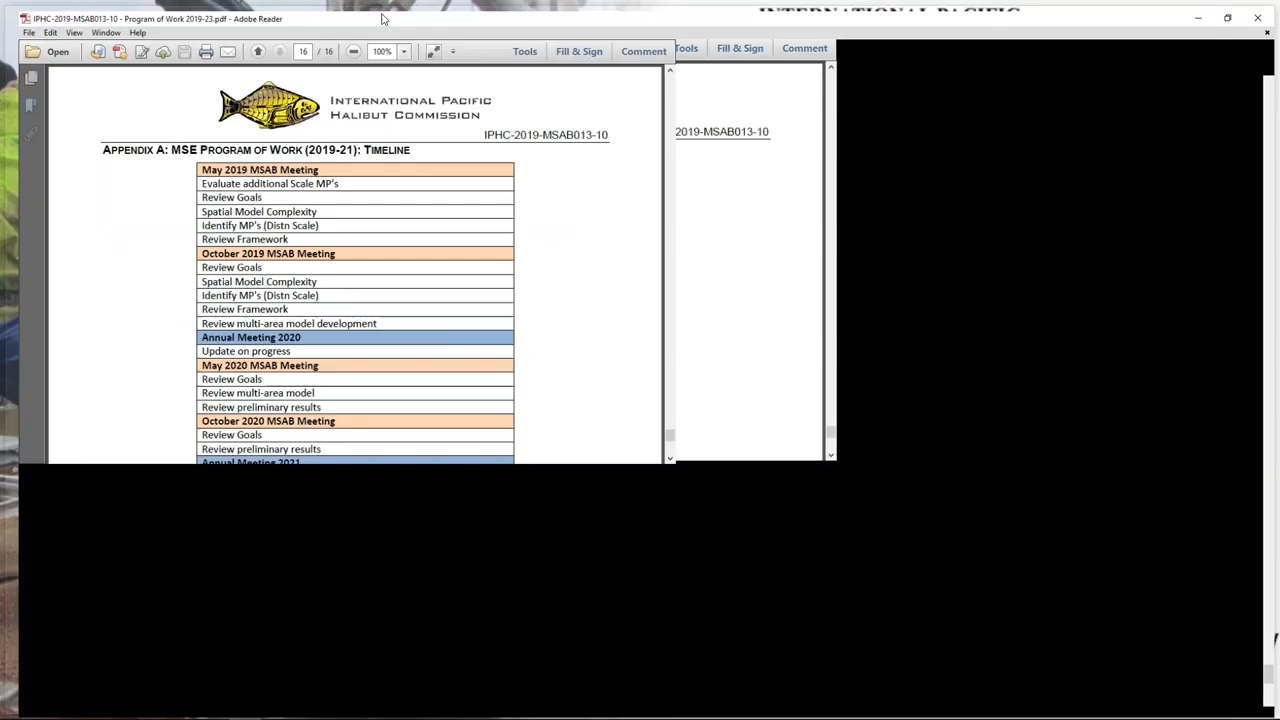 INTERNATIONAL PACIFIC
IPHC-2019-MSAB013-10 - Program of Work 2019-23.pdf - Adobe Reader
File Edit View Window Help
Open 16 / 16 100% Tools Fill & Sign Comment
Tools Fill & Sign Comment
INTERNATIONAL PACIFIC
HALIBUT COMMISSION
IPHC-2019-MSAB013-10
2019-MSAB013-10
APPENDIX A: MSE PROGRAM OF WORK (2019-21): TIMELINE
May 2019 MSAB Meeting
Evaluate additional Scale MP's
Review Goals
Spatial Model Complexity
Identify MP's (Distn Scale)
Review Framework
October 2019 MSAB Meeting
Review Goals
Spatial Model Complexity
Identify MP's (Distn Scale)
Review Framework
Review multi-area model development
Annual Meeting 2020
Update on progress
May 2020 MSAB Meeting
Review Goals
Review multi-area model
Review preliminary results
October 2020 MSAB Meeting
Review Goals
Review preliminary results
Annual Meeting 2021